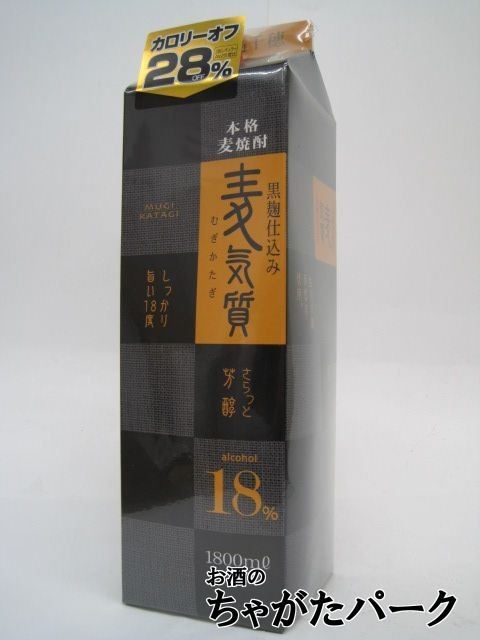 カロリーオフ
28%
OFF
本格
麦焼酎
黒麹仕込み
麦気質
むぎかたぎ
MUGI
KATAGI
しっかり
旨い18度
さらっと
芳醇
alcohol
18%
1800mℓ
お酒の
ちゃがたパーク